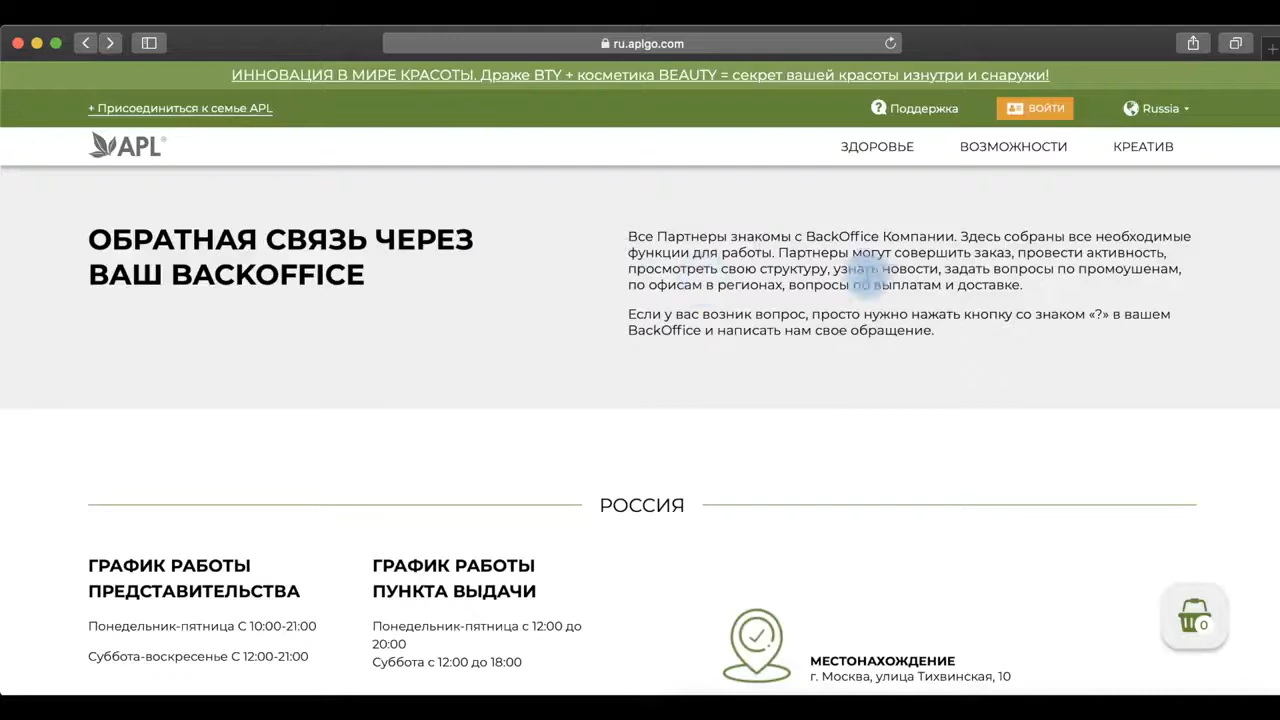 ru.aplgo.com
ИННОВАЦИЯ В МИРЕ КРАСОТЫ. Драже BTY + косметика BEAUTY = секрет вашей красоты изнутри и снаружи!
+ Присоединиться к семье APL
Поддержка
ВОЙТИ
Russia
APL
ЗДОРОВЬЕ
ВОЗМОЖНОСТИ
КРЕАТИВ
ОБРАТНАЯ СВЯЗЬ ЧЕРЕЗ
ВАШ BACKOFFICE
Все Партнеры знакомы с BackOffice Компании. Здесь собраны все необходимые
функции для работы. Партнеры могут совершить заказ, провести активность,
просмотреть свою структуру, узнать новости, задать вопросы по промоушенам,
по офисам в регионах, вопросы по выплатам и доставке.
Если у вас возник вопрос, просто нужно нажать кнопку со знаком «?» в вашем
BackOffice и написать нам свое обращение.
РОССИЯ
ГРАФИК РАБОТЫ
ПРЕДСТАВИТЕЛЬСТВА
Понедельник-пятница С 10:00-21:00
Суббота-воскресенье С 12:00-21:00
ГРАФИК РАБОТЫ
ПУНКТА ВЫДАЧИ
Понедельник-пятница с 12:00 до
20:00
Суббота с 12:00 до 18:00
МЕСТОНАХОЖДЕНИЕ
г. Москва, улица Тихвинская, 10
0